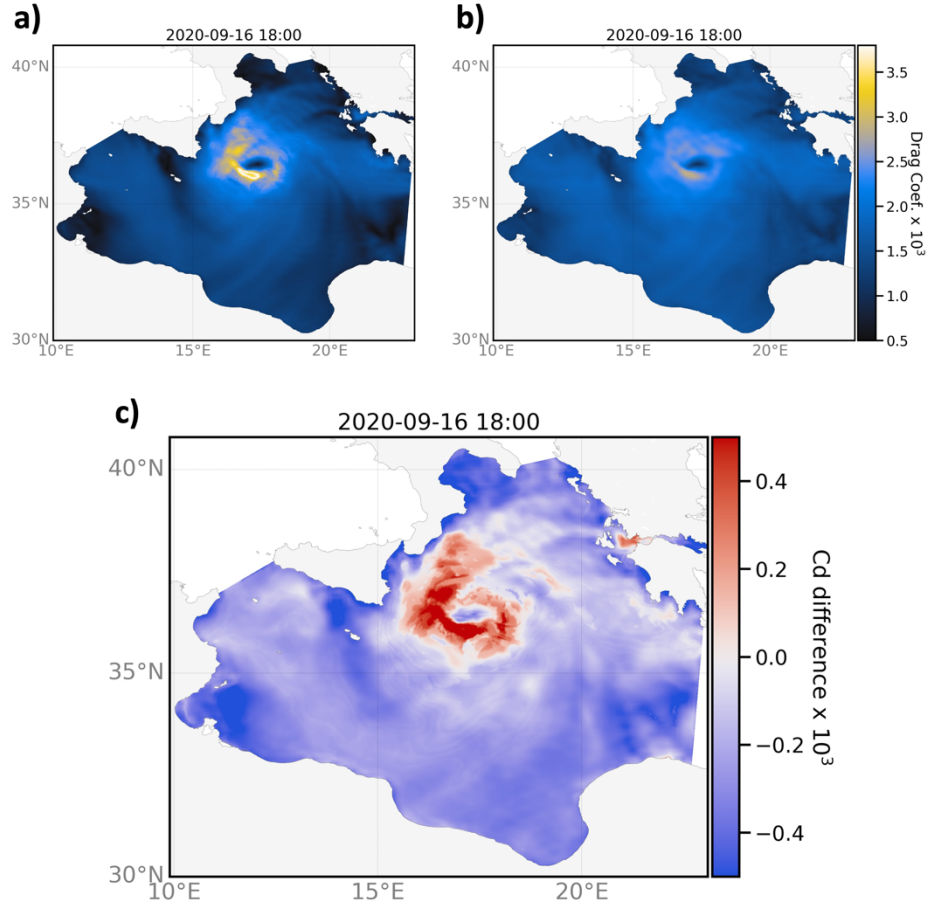 a)
2020-09-16 18:00
40°N
35°N
30°N
10°E
15°E
20°E
b)
2020-09-16 18:00
40°N
35°N
30°N
10°E
15°E
20°E
3.5
3.0
2.5
2.0
1.5
1.0
0.5
Drag Coef. x 10³
c)
2020-09-16 18:00
40°N
35°N
30°N
10°E
15°E
20°E
0.4
0.2
0.0
−0.2
−0.4
Cd difference x 10³